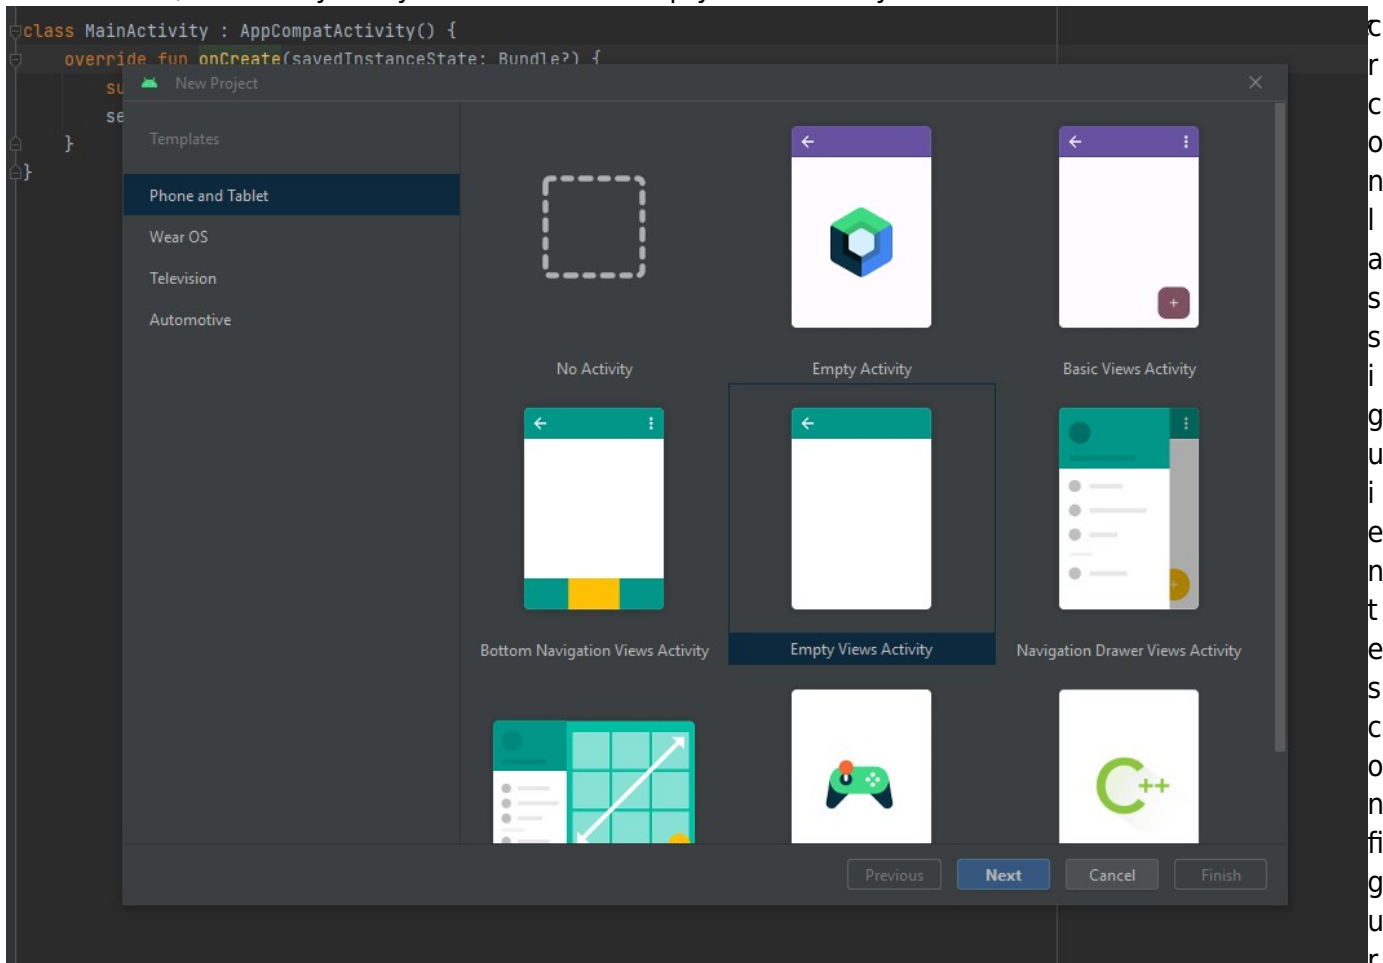 class MainActivity : AppCompatActivity() {
override fun onCreate(savedInstanceState: Bundle?) {
su
se
}
}
New Project
Templates
Phone and Tablet
Wear OS
Television
Automotive
No Activity
Empty Activity
Basic Views Activity
Bottom Navigation Views Activity
Empty Views Activity
Navigation Drawer Views Activity
C++
Previous
Next
Cancel
Finish
c
r
c
o
n
l
a
s
s
i
g
u
i
e
n
t
e
s
c
o
n
fi
g
u
r